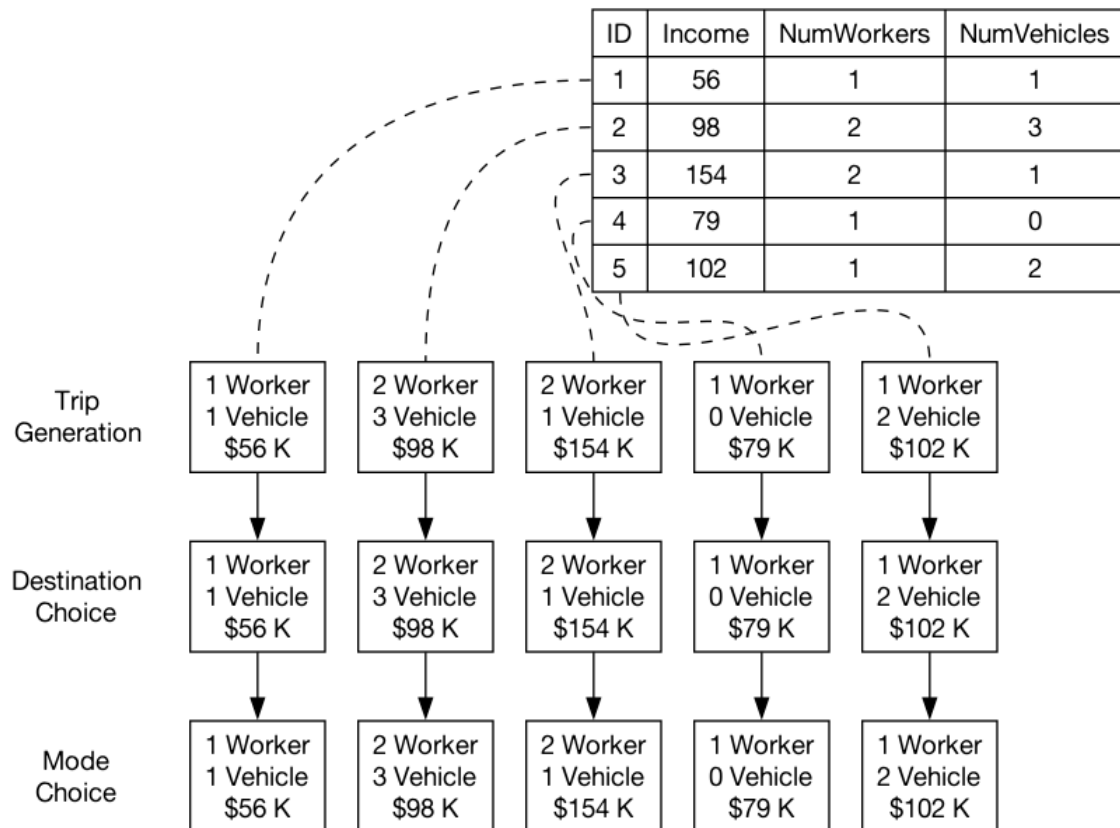 ID Income NumWorkers NumVehicles
1 56 1 1
2 98 2 3
3 154 2 1
4 79 1 0
5 102 1 2
Trip
Generation
1 Worker
1 Vehicle
$56 K
2 Worker
3 Vehicle
$98 K
2 Worker
1 Vehicle
$154 K
1 Worker
0 Vehicle
$79 K
1 Worker
2 Vehicle
$102 K
Destination
Choice
1 Worker
1 Vehicle
$56 K
2 Worker
3 Vehicle
$98 K
2 Worker
1 Vehicle
$154 K
1 Worker
0 Vehicle
$79 K
1 Worker
2 Vehicle
$102 K
Mode
Choice
1 Worker
1 Vehicle
$56 K
2 Worker
3 Vehicle
$98 K
2 Worker
1 Vehicle
$154 K
1 Worker
0 Vehicle
$79 K
1 Worker
2 Vehicle
$102 K